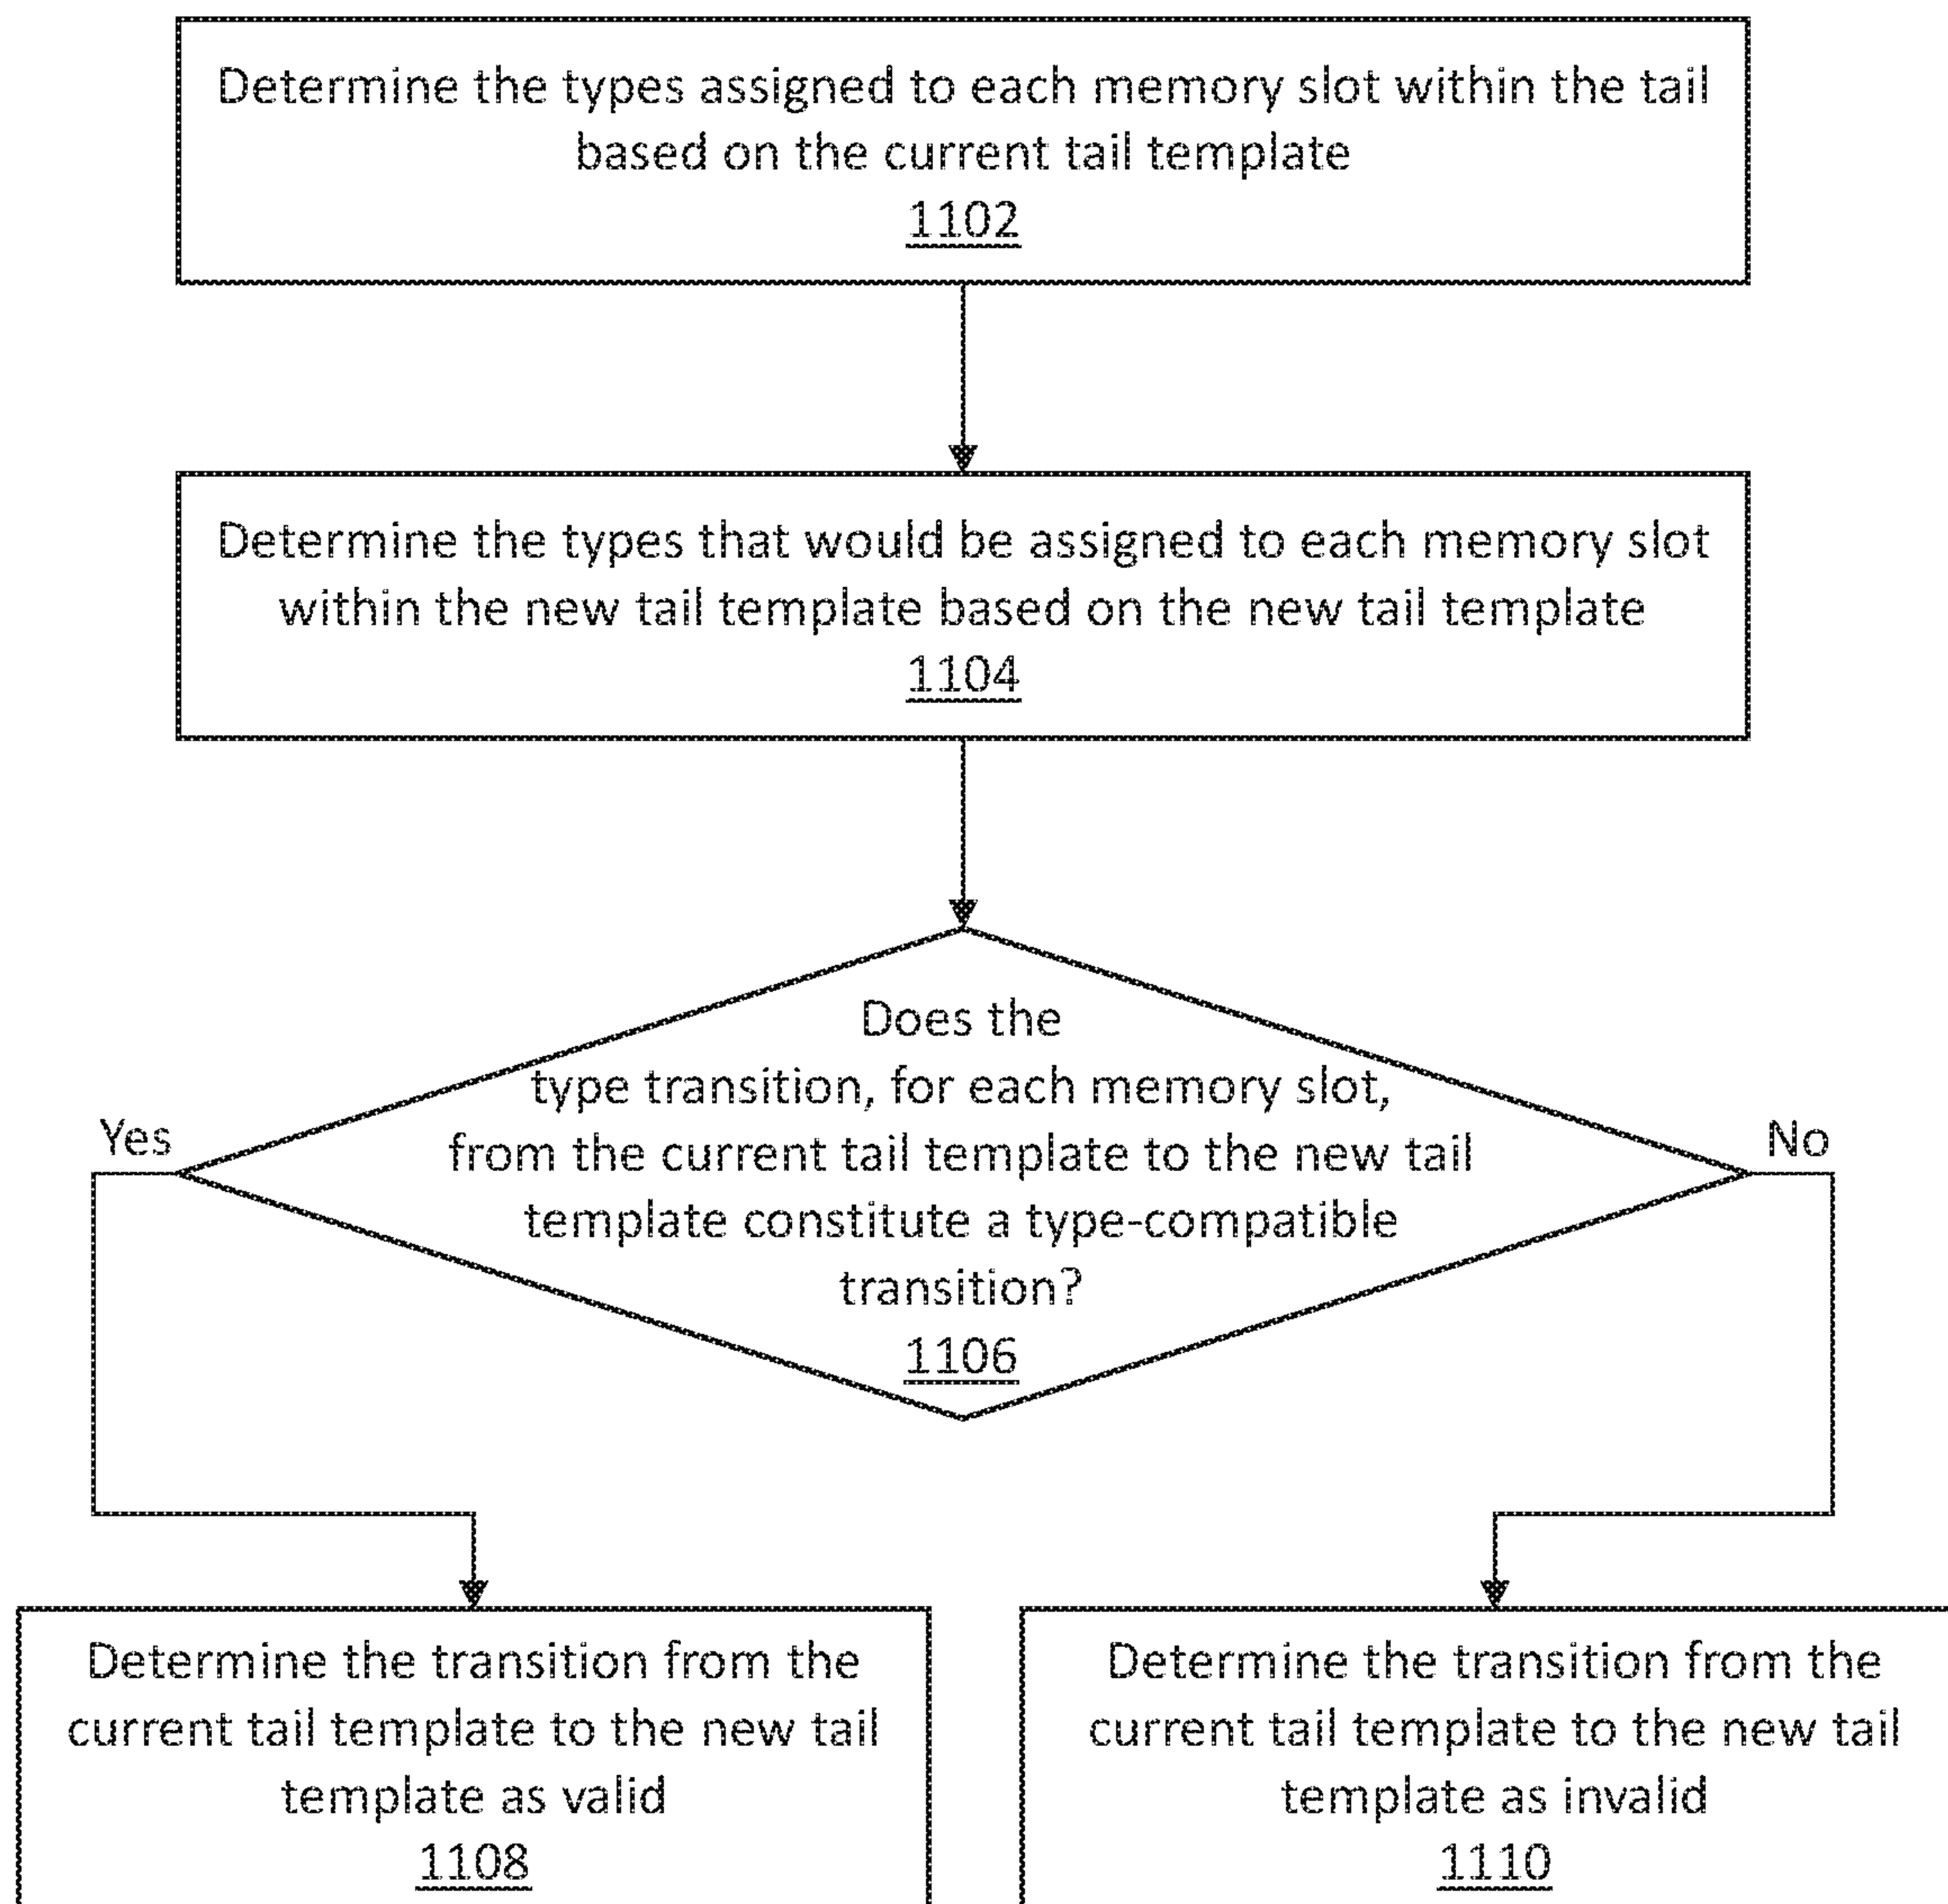 Determine the types assigned to each memory slot within the tail
based on the current tail template
1102
Determine the types that would be assigned to each memory slot
within the new tail template based on the new tail template
1104
Does the
type transition, for each memory slot,
from the current tail template to the new tail
template constitute a type-compatible
transition?
1106
Yes
No
Determine the transition from the
current tail template to the new tail
template as valid
1108
Determine the transition from the
current tail template to the new tail
template as invalid
1110